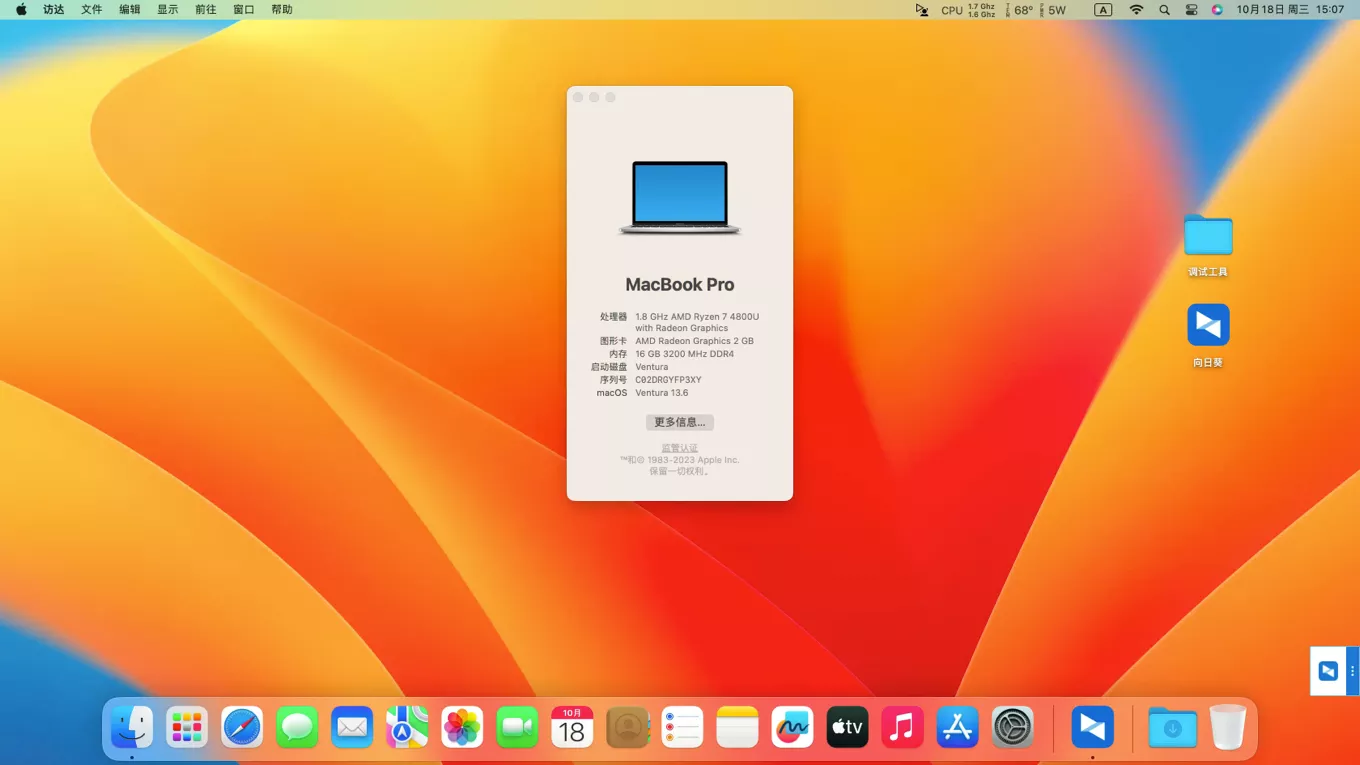 访达 文件 编辑 显示 前往 窗口 帮助
CPU 1.7 Ghz 68° 5W A 10月18日 周三 15:07
1.6 Ghz
MacBook Pro
处理器 1.8 GHz AMD Ryzen 7 4800U
with Radeon Graphics
图形卡 AMD Radeon Graphics 2 GB
内存 16 GB 3200 MHz DDR4
启动磁盘 Ventura
序列号 C02DRGYFP3XY
macOS Ventura 13.6
更多信息...
监管认证
™和© 1983-2023 Apple Inc.
保留一切权利。
调试工具
向日葵
10月
18
tv